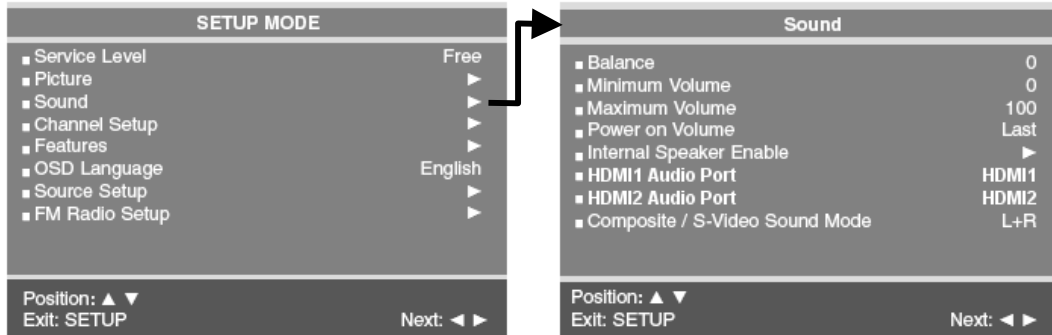 SETUP MODE
Service Level Free
Picture ►
Sound ►
Channel Setup ►
Features ►
OSD Language English
Source Setup ►
FM Radio Setup ►
Position: ▲ ▼
Exit: SETUP Next: ◄ ►
Sound
Balance 0
Minimum Volume 0
Maximum Volume 100
Power on Volume Last
Internal Speaker Enable ►
HDMI1 Audio Port HDMI1
HDMI2 Audio Port HDMI2
Composite / S-Video Sound Mode L+R
Position: ▲ ▼
Exit: SETUP Next: ◄ ►